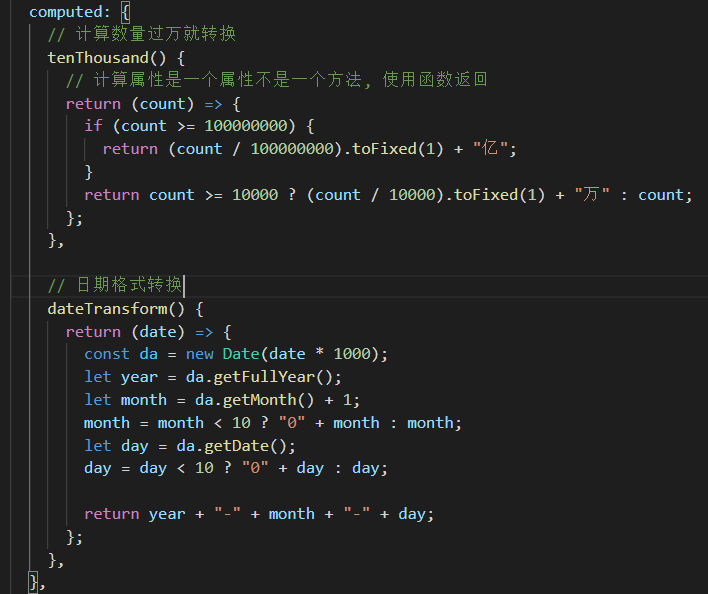 computed: {
// 计算数量过万就转换
tenThousand() {
// 计算属性是一个属性不是一个方法, 使用函数返回
return (count) => {
if (count >= 100000000) {
return (count / 100000000).toFixed(1) + "亿";
}
return count >= 10000 ? (count / 10000).toFixed(1) + "万" : count;
};
},
// 日期格式转换
dateTransform() {
return (date) => {
const da = new Date(date * 1000);
let year = da.getFullYear();
let month = da.getMonth() + 1;
month = month < 10 ? "0" + month : month;
let day = da.getDate();
day = day < 10 ? "0" + day : day;
return year + "-" + month + "-" + day;
};
},
},